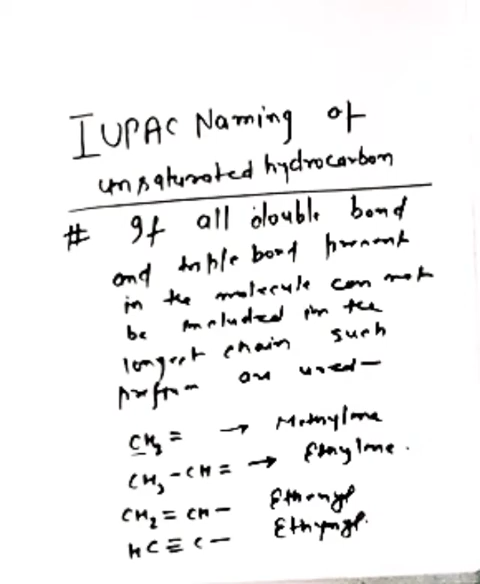 IUPAC Naming of
unsaturated hydrocarbon
# If all double bond
and triple bond present
in the molecule can not
be included in the
longest chain such
prefix are used-
CH2 = → Methylene
CH3-CH = → Ethylene.
CH2 = CH- Ethenyl
HC ≡ C- Ethynyl.